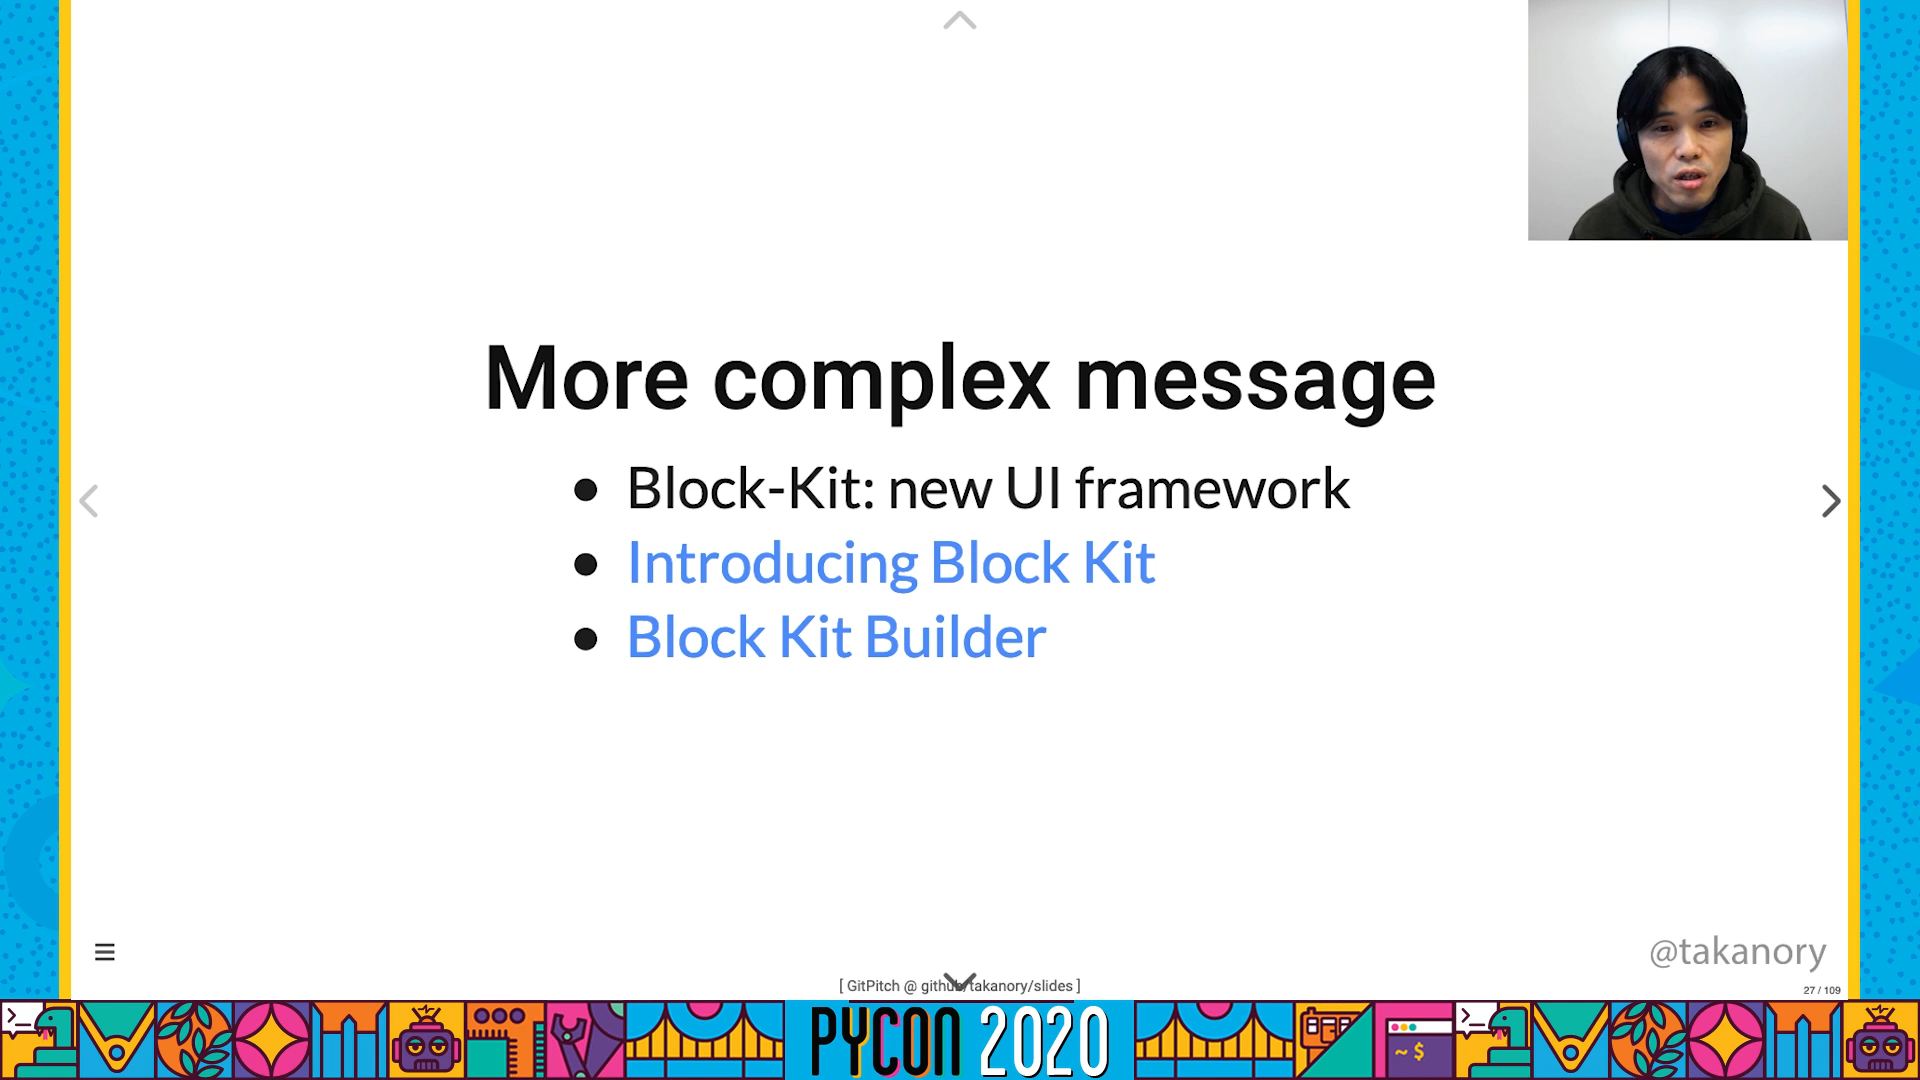 More complex message
• Block-Kit: new UI framework
• Introducing Block Kit
• Block Kit Builder
@takanory
[ GitPitch @ github/takanory/slides ]
27 / 109
PYCON 2020
~ $